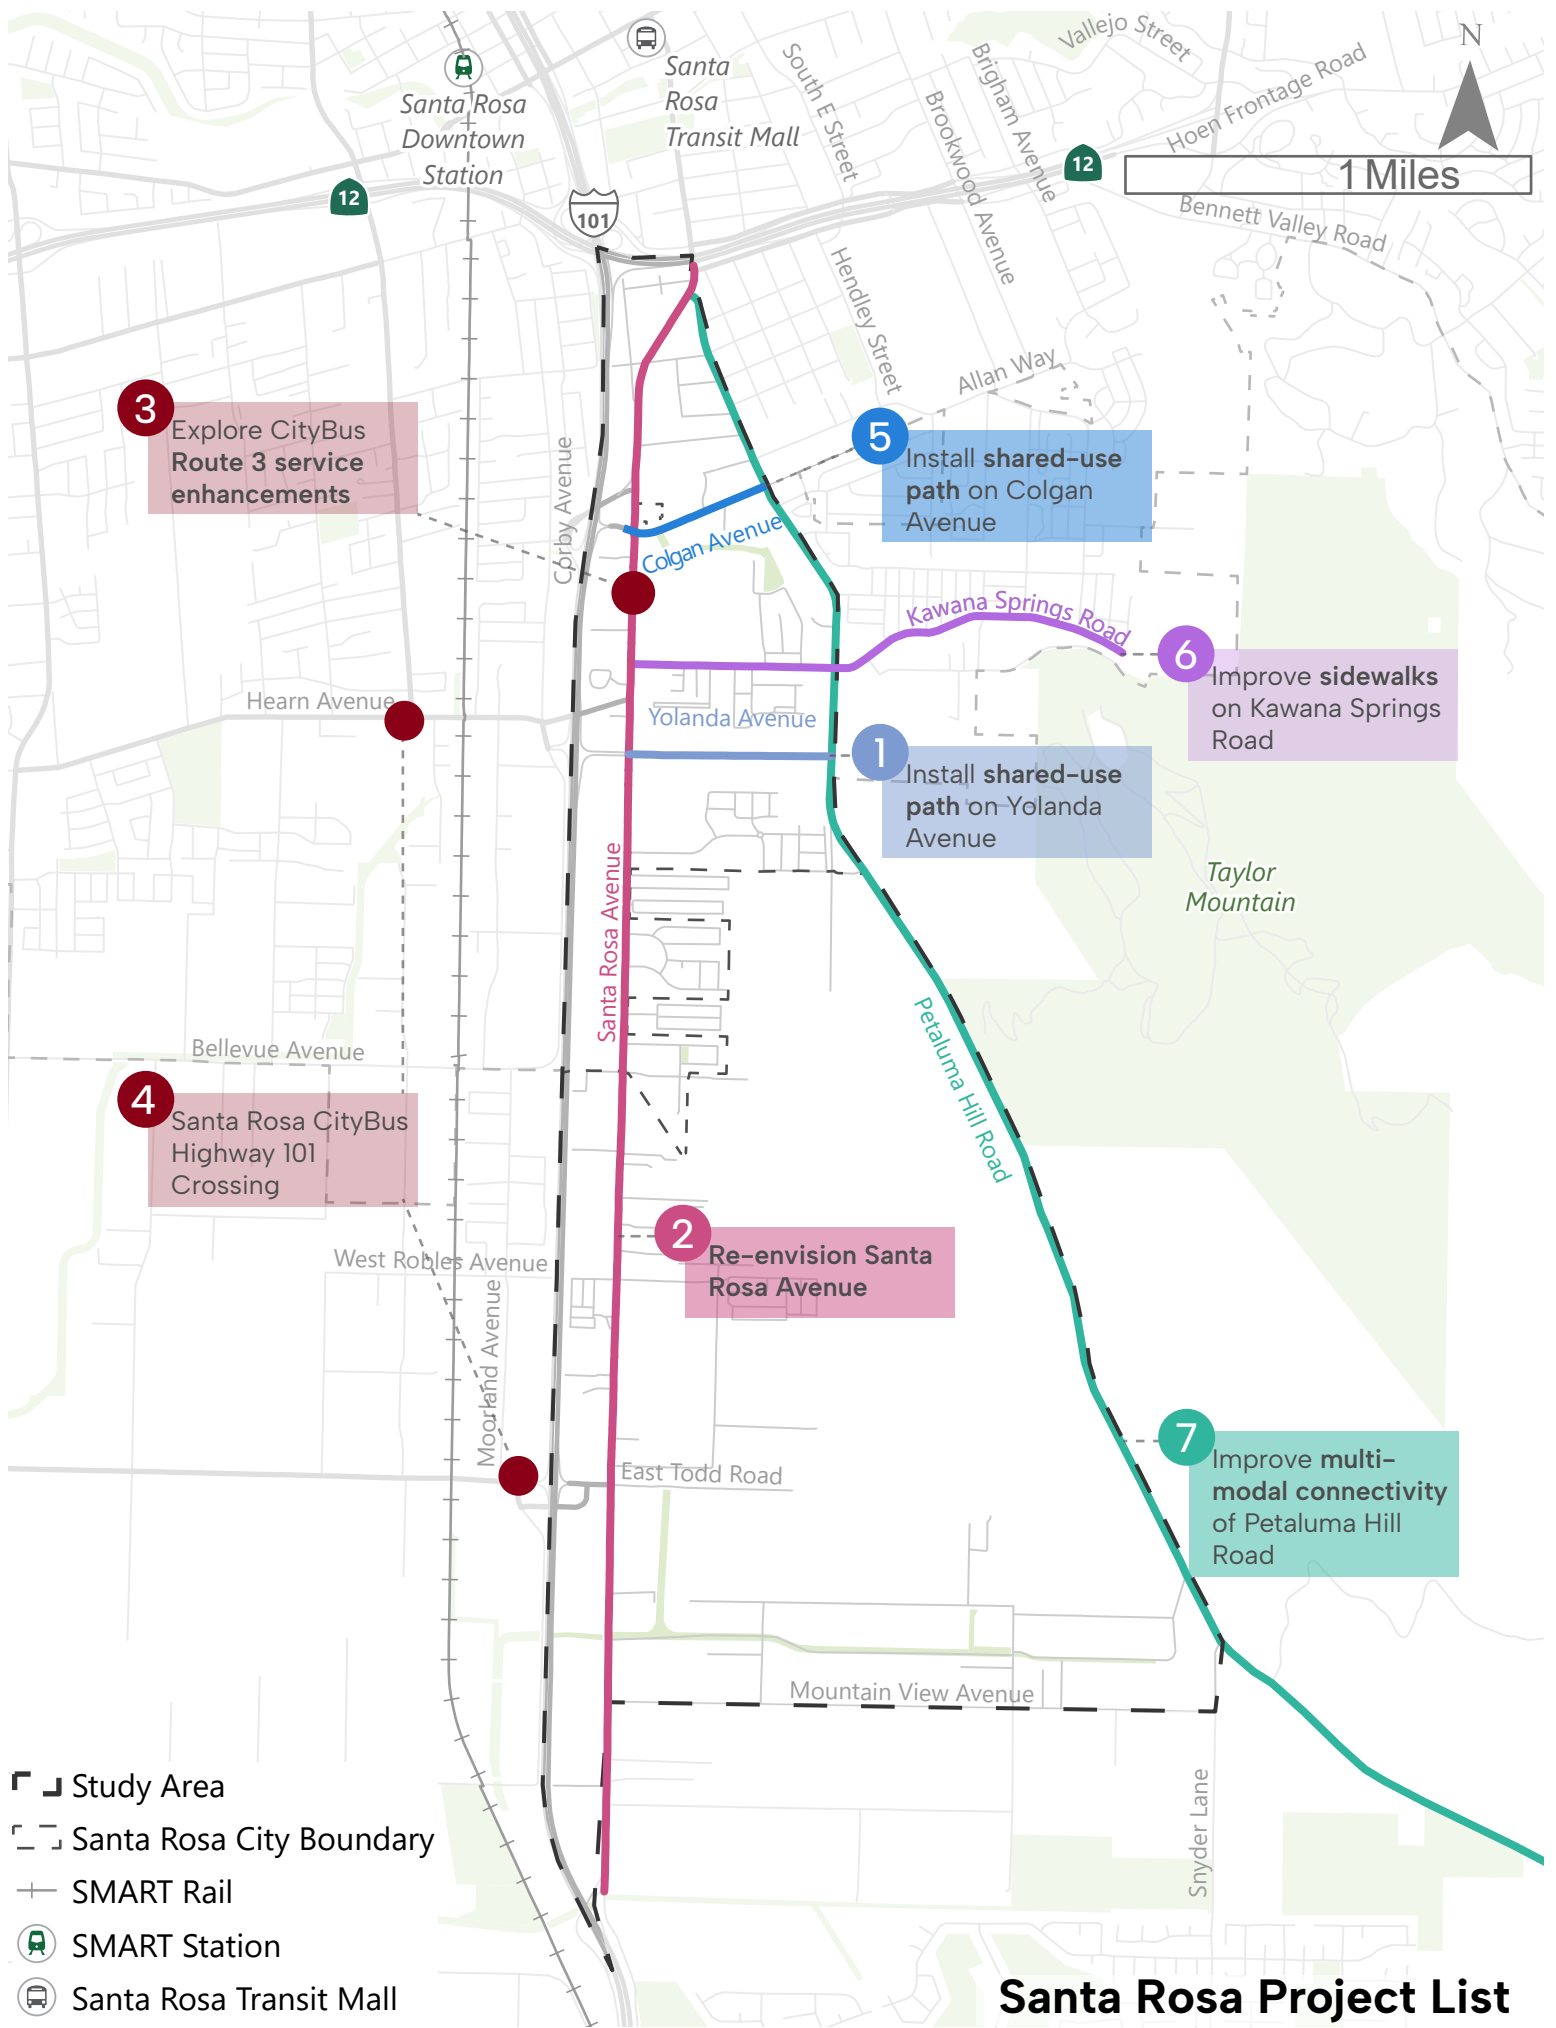 Vallejo Street
N
Santa Rosa
Downtown
Station
Santa
Rosa
Transit Mall
South E Street
Brigham Avenue
Brookwood Avenue
Hoen Frontage Road
12
12
1 Miles
101
Bennett Valley Road
Hendley Street
Allan Way
3
Explore CityBus
Route 3 service
enhancements
Corby Avenue
5
Install shared-use
path on Colgan
Avenue
Colgan Avenue
Kawana Springs Road
6
Improve sidewalks
on Kawana Springs
Road
Hearn Avenue
Yolanda Avenue
1
Install shared-use
path on Yolanda
Avenue
Santa Rosa Avenue
Taylor
Mountain
Petaluma Hill Road
Bellevue Avenue
4
Santa Rosa CityBus
Highway 101
Crossing
2
Re-envision Santa
Rosa Avenue
West Robles Avenue
Moorland Avenue
7
Improve multi-
modal connectivity
of Petaluma Hill
Road
East Todd Road
Mountain View Avenue
Snyder Lane
Study Area
Santa Rosa City Boundary
SMART Rail
SMART Station
Santa Rosa Transit Mall
Santa Rosa Project List